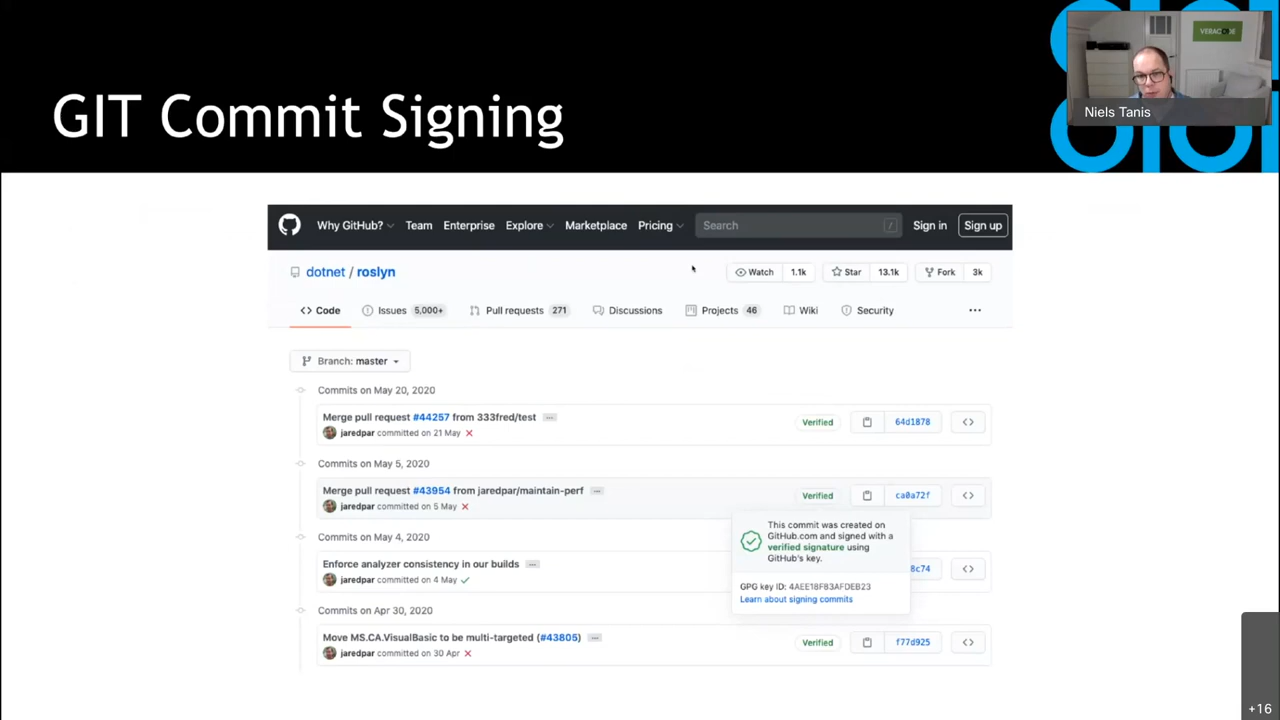 GIT Commit Signing
VERACODE
Niels Tanis
Why GitHub? Team Enterprise Explore Marketplace Pricing Search / Sign in Sign up
dotnet / roslyn Watch 1.1k Star 13.1k Fork 3k
<> Code Issues 5,000+ Pull requests 271 Discussions Projects 46 Wiki Security ...
Branch: master
Commits on May 20, 2020
Merge pull request #44257 from 333fred/test ...
Verified 64d1878 <>
jaredpar committed on 21 May
Commits on May 5, 2020
Merge pull request #43954 from jaredpar/maintain-perf ...
Verified ca0a72f <>
jaredpar committed on 5 May
This commit was created on
GitHub.com and signed with a
verified signature using
GitHub's key.
GPG key ID: 4AEE18F83AFDEB23
Learn about signing commits
Commits on May 4, 2020
Enforce analyzer consistency in our builds ...
8c74 <>
jaredpar committed on 4 May
Commits on Apr 30, 2020
Move MS.CA.VisualBasic to be multi-targeted (#43805) ...
Verified f77d925 <>
jaredpar committed on 30 Apr
+16